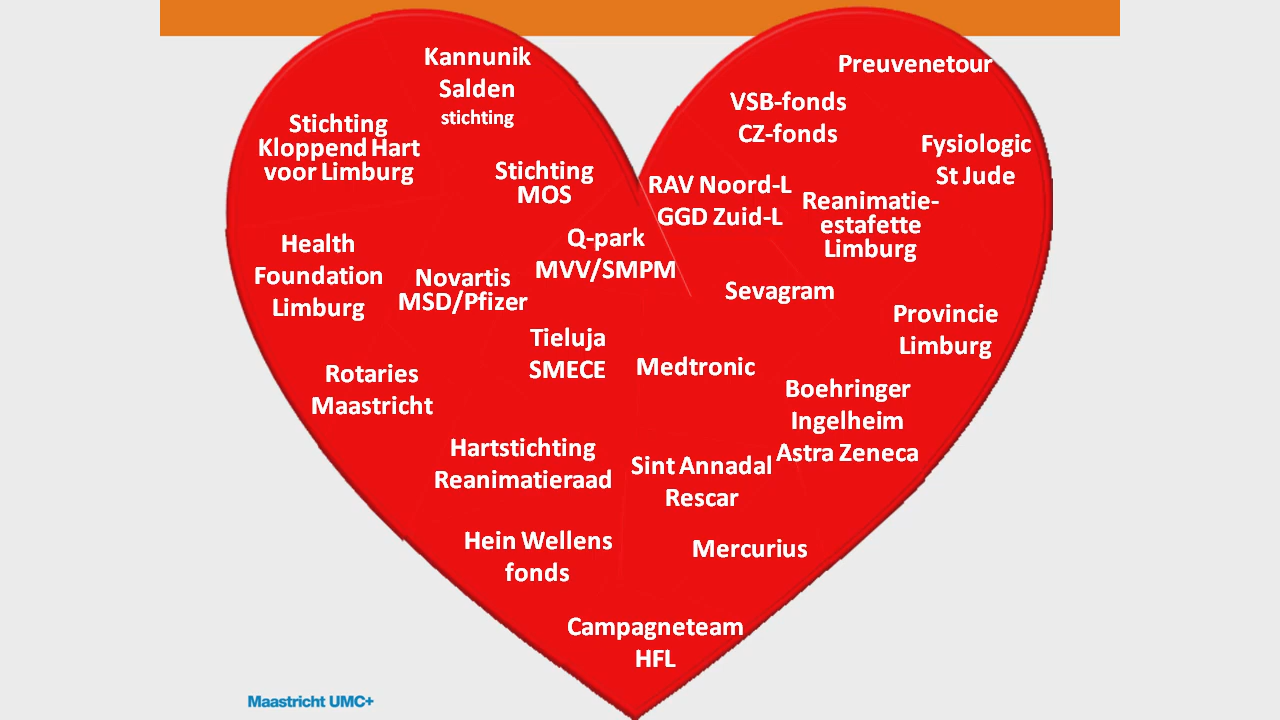 Kannunik
Salden
stichting
Preuvenetour
VSB-fonds
CZ-fonds
Stichting
Kloppend Hart
voor Limburg
Fysiologic
St Jude
Stichting
MOS
RAV Noord-L
GGD Zuid-L
Reanimatie-
estafette
Limburg
Health
Foundation
Limburg
Q-park
MVV/SMPM
Novartis
MSD/Pfizer
Sevagram
Provincie
Limburg
Tieluja
SMECE
Medtronic
Rotaries
Maastricht
Boehringer
Ingelheim
Astra Zeneca
Hartstichting
Reanimatieraad
Sint Annadal
Rescar
Hein Wellens
fonds
Mercurius
Campagneteam
HFL
Maastricht UMC+